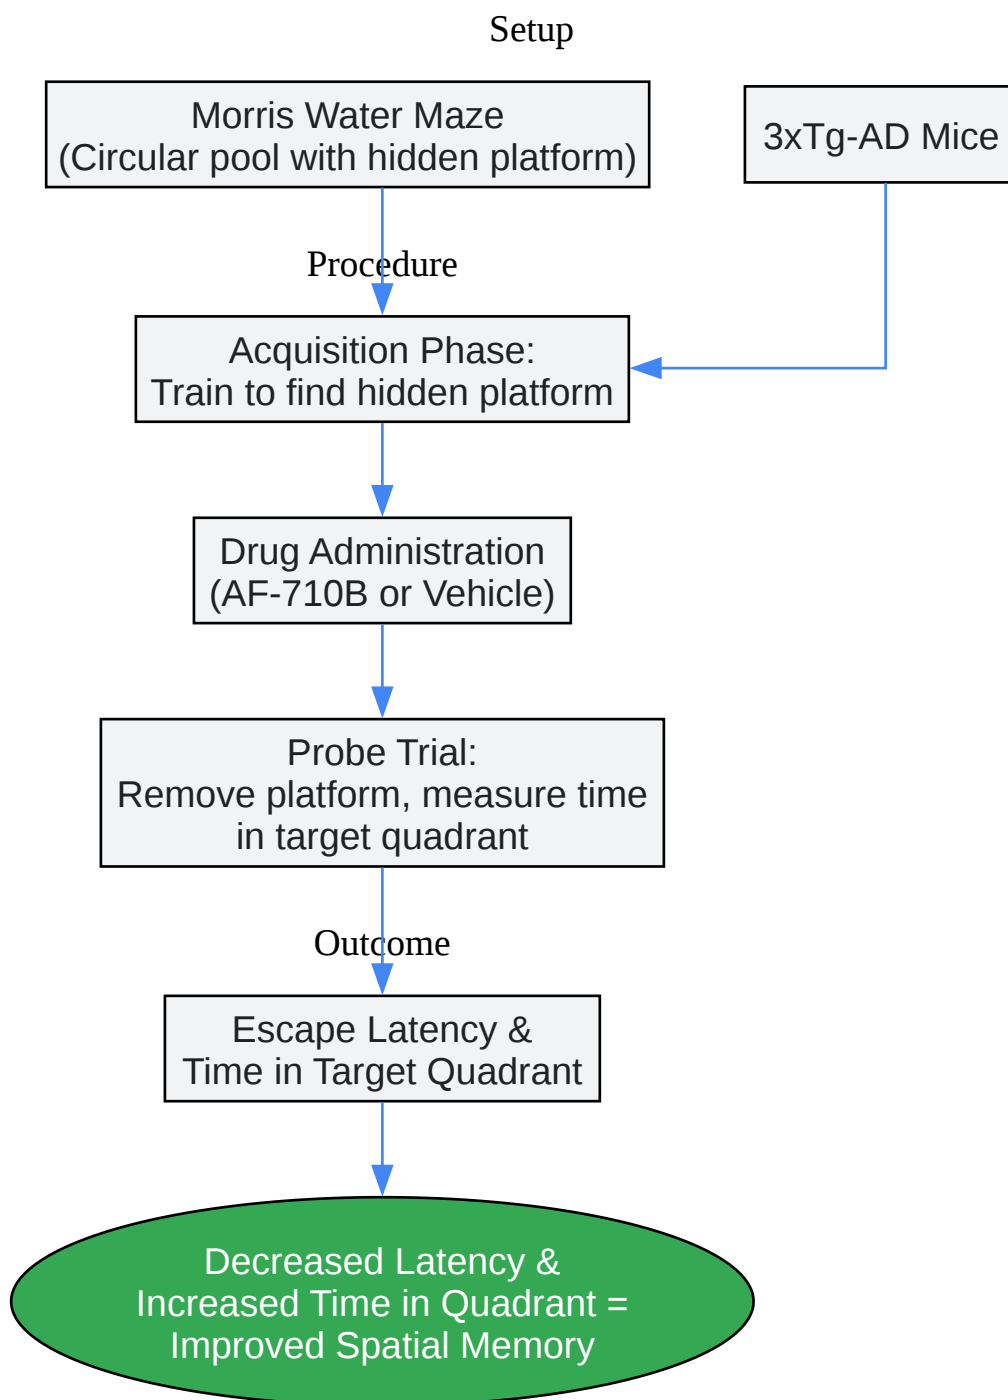 Setup
Morris Water Maze
(Circular pool with hidden platform)
3xTg-AD Mice
Procedure
Acquisition Phase:
Train to find hidden platform
Drug Administration
(AF-710B or Vehicle)
Probe Trial:
Remove platform, measure time
in target quadrant
Outcome
Escape Latency &
Time in Target Quadrant
Decreased Latency &
Increased Time in Quadrant =
Improved Spatial Memory